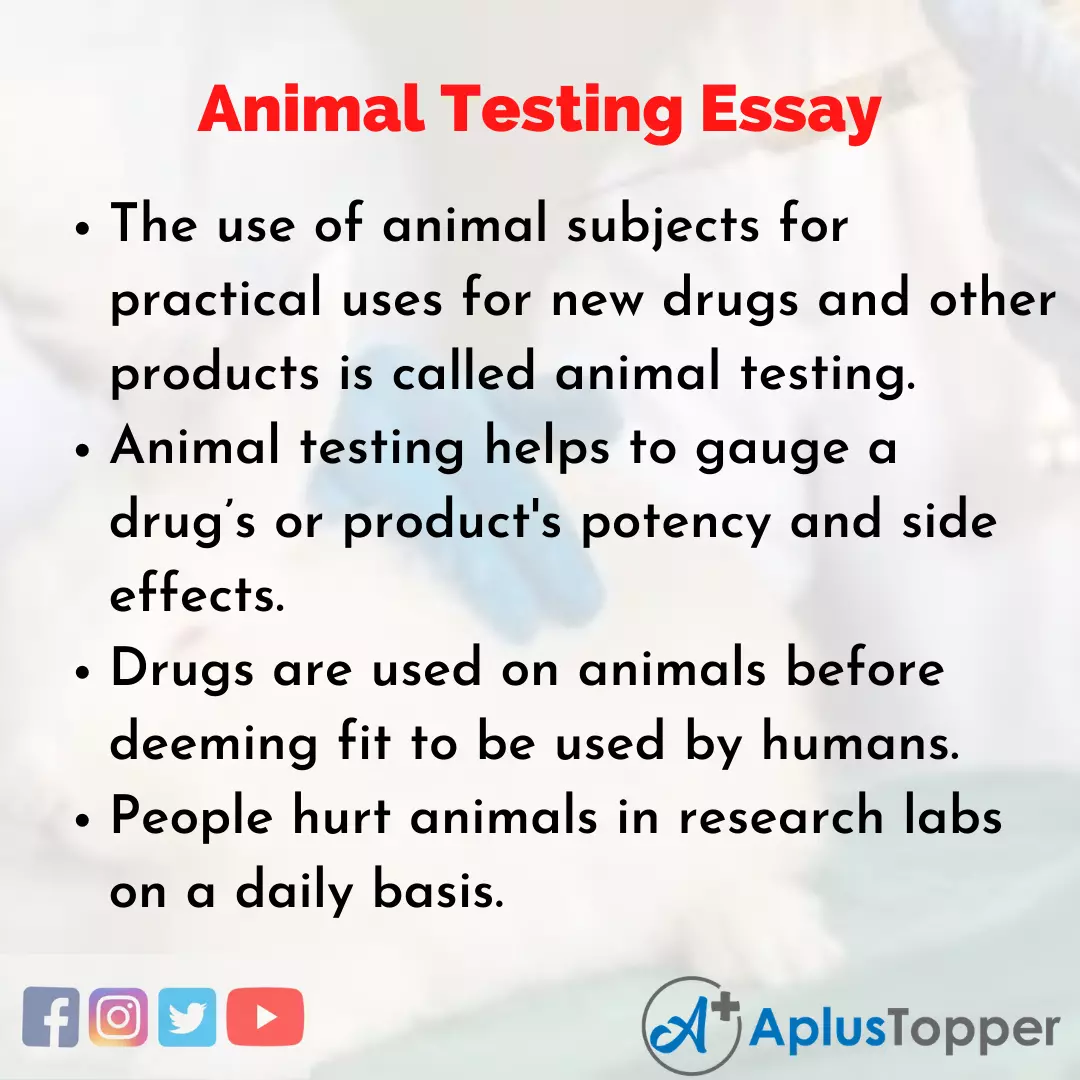 Animal Testing Essay
• The use of animal subjects for
practical uses for new drugs and other
products is called animal testing.
• Animal testing helps to gauge a
drug’s or product's potency and side
effects.
• Drugs are used on animals before
deeming fit to be used by humans.
• People hurt animals in research labs
on a daily basis.
A+ AplusTopper